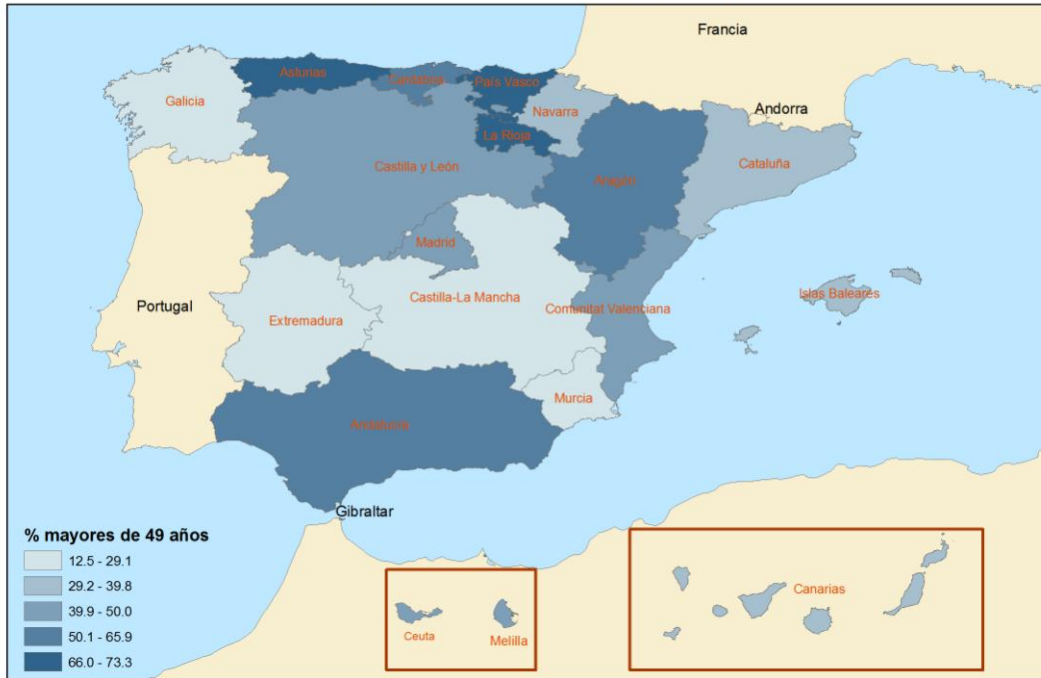 Francia
Asturias
Cantabria
País Vasco
Galicia
Navarra
Andorra
La Rioja
Castilla y León
Cataluña
Aragón
Madrid
Islas Baleares
Castilla-La Mancha
Portugal
Comunitat Valenciana
Extremadura
Murcia
Andalucía
Gibraltar
% mayores de 49 años
12.5 - 29.1
29.2 - 39.8
39.9 - 50.0
50.1 - 65.9
66.0 - 73.3
Ceuta
Melilla
Canarias